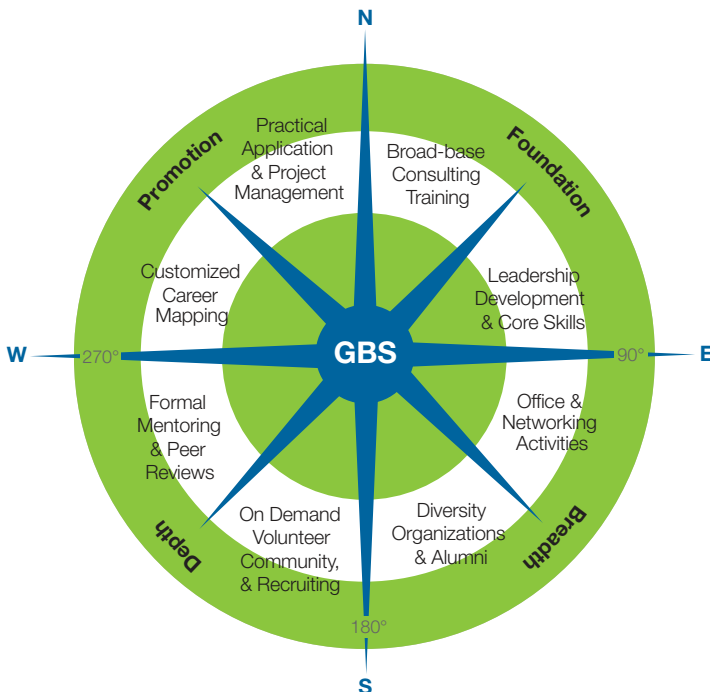 N
Promotion
Foundation
Practical
Application
& Project
Management
Broad-base
Consulting
Training
Customized
Career
Mapping
Leadership
Development
& Core Skills
W
270°
GBS
90°
E
Formal
Mentoring
& Peer
Reviews
Office &
Networking
Activities
On Demand
Volunteer
Community,
& Recruiting
Diversity
Organizations
& Alumni
Depth
Breadth
180°
S